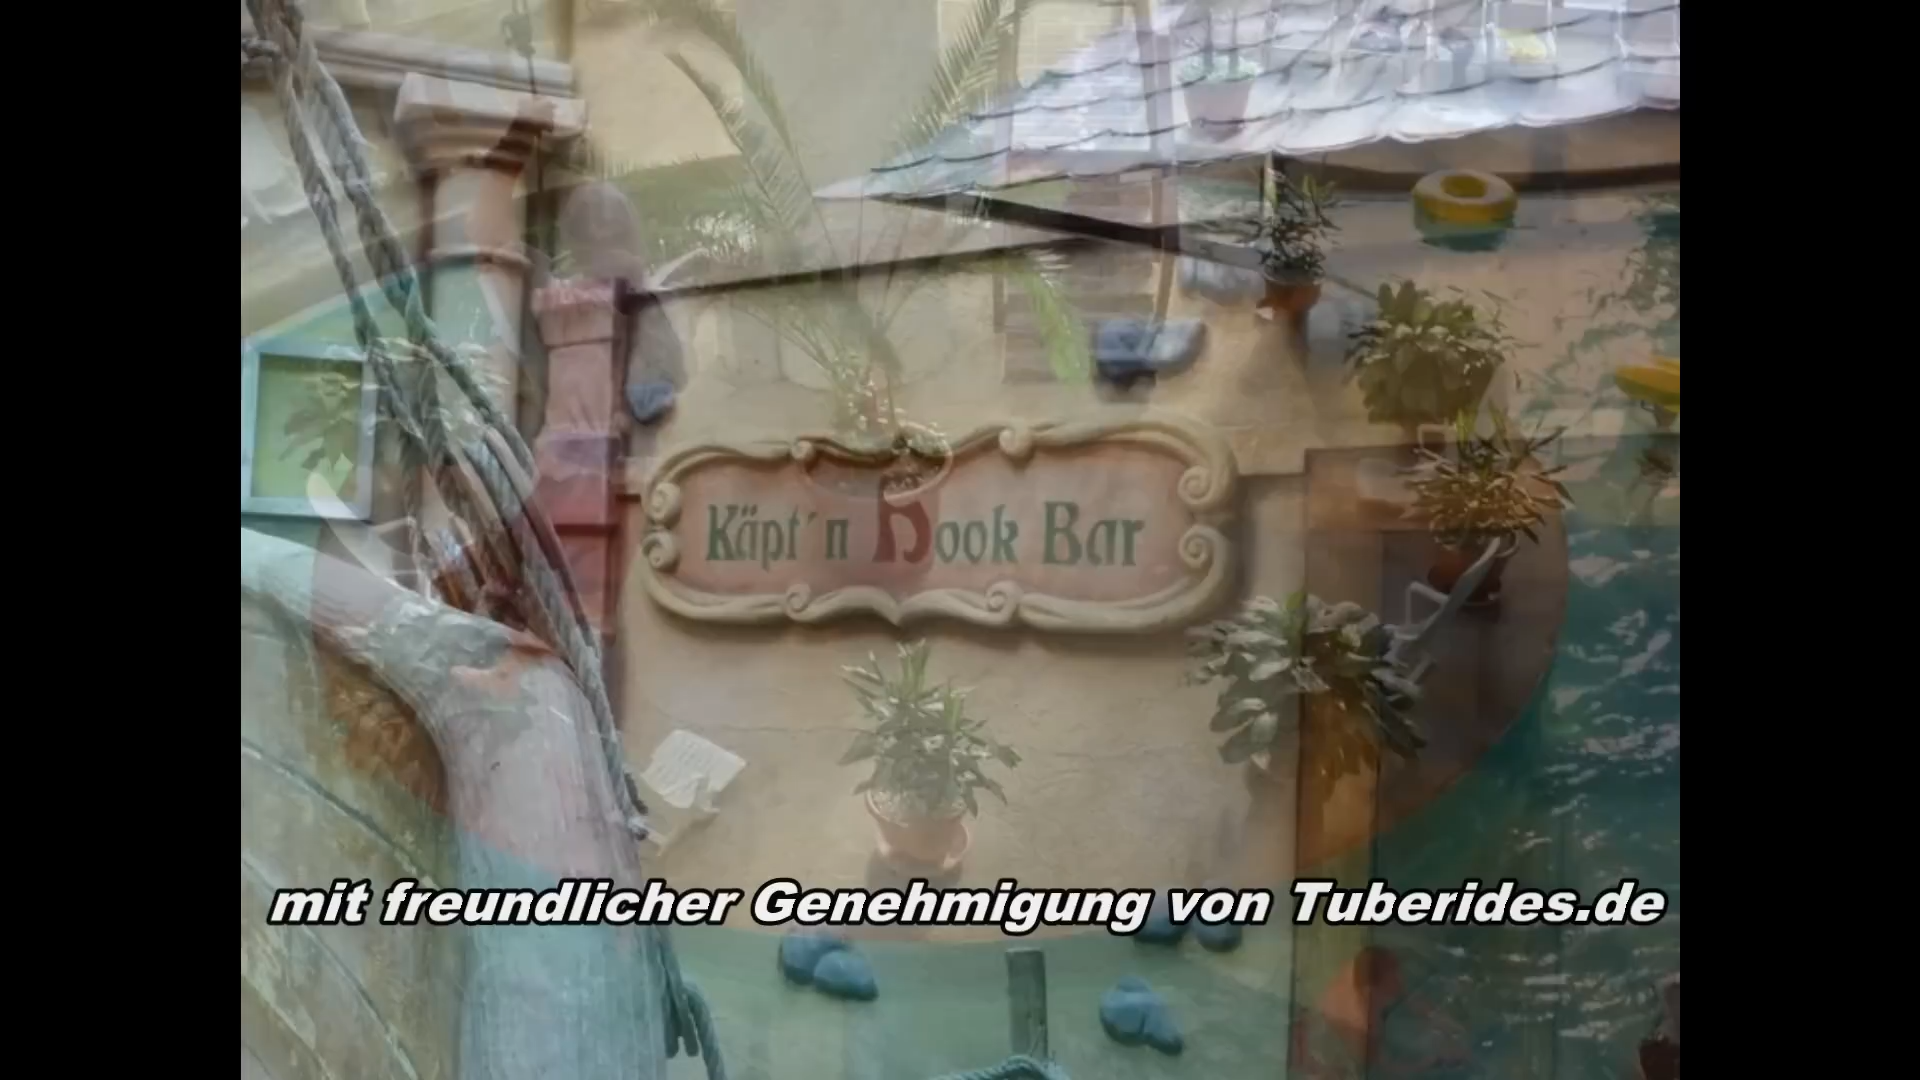 Käpt´n Hook Bar
mit freundlicher Genehmigung von Tuberides.de